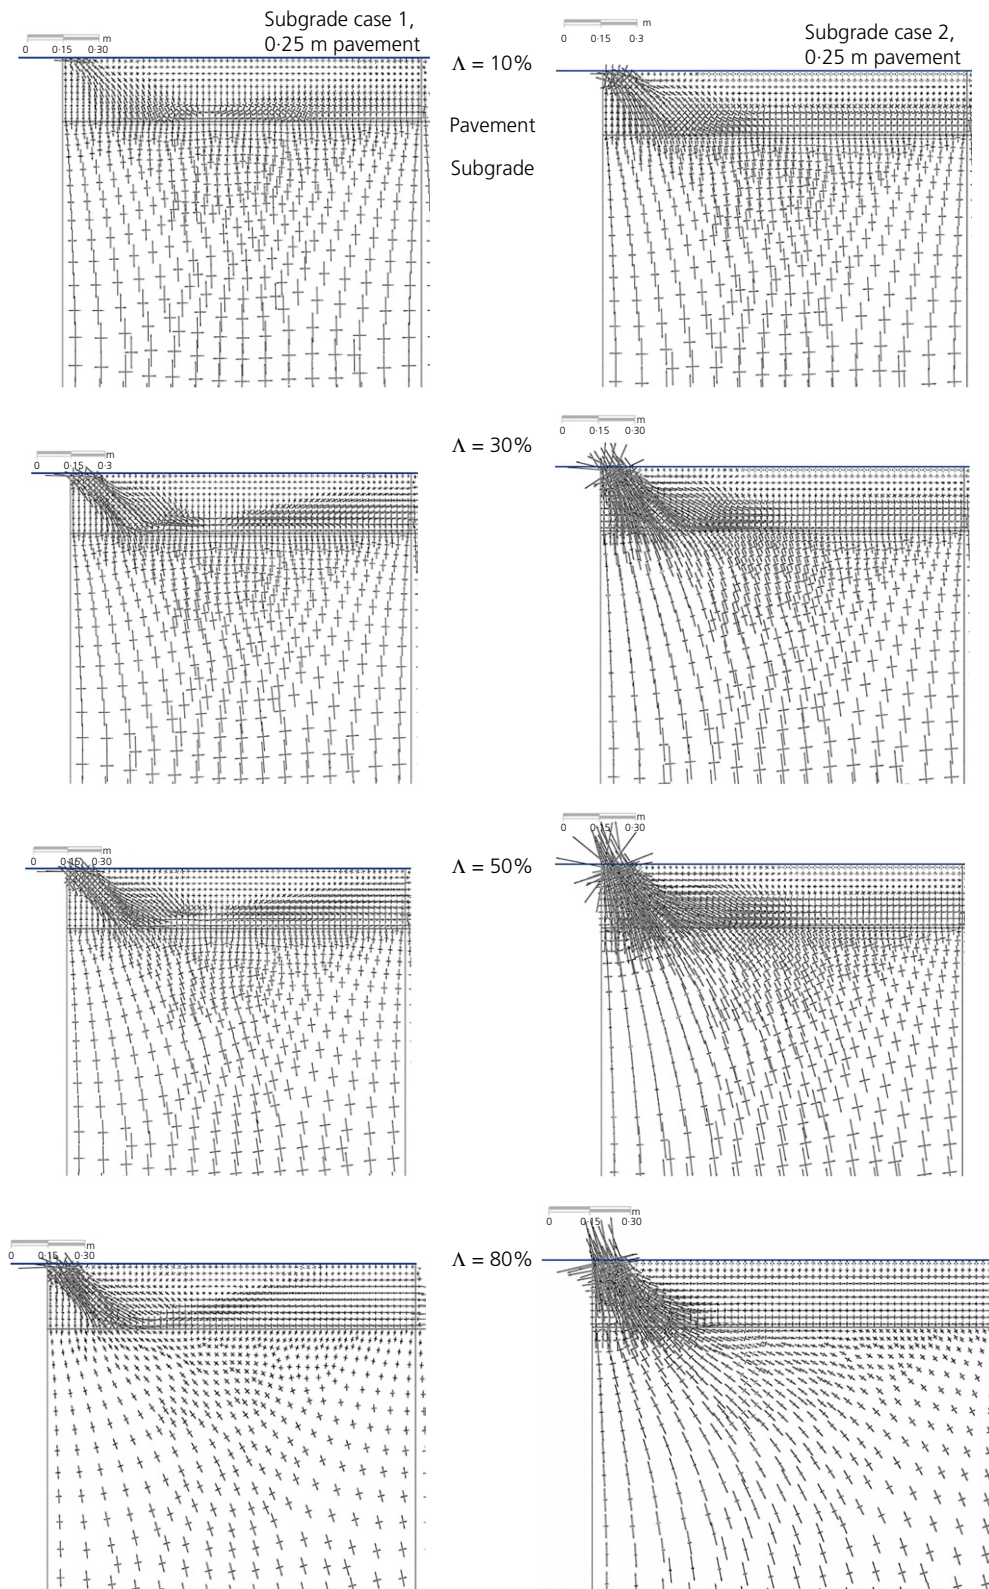 Subgrade case 1,
0·25 m pavement
m
0 0·15 0·30
Λ = 10%
Pavement
Subgrade
Subgrade case 2,
0·25 m pavement
m
0 0·15 0·3
m
0 0·15 0·3
Λ = 30%
m
0 0·15 0·30
m
0 0·15 0·30
Λ = 50%
m
0 0·15 0·30
m
0 0·15 0·30
Λ = 80%
m
0 0·15 0·30